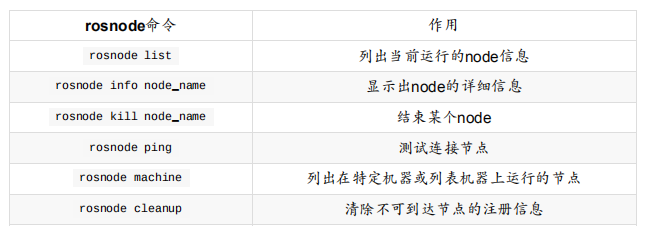 rosnode命令 作用
rosnode list 列出当前运行的node信息
rosnode info node_name 显示出node的详细信息
rosnode kill node_name 结束某个node
rosnode ping 测试连接节点
rosnode machine 列出在特定机器或列表机器上运行的节点
rosnode cleanup 清除不可到达节点的注册信息